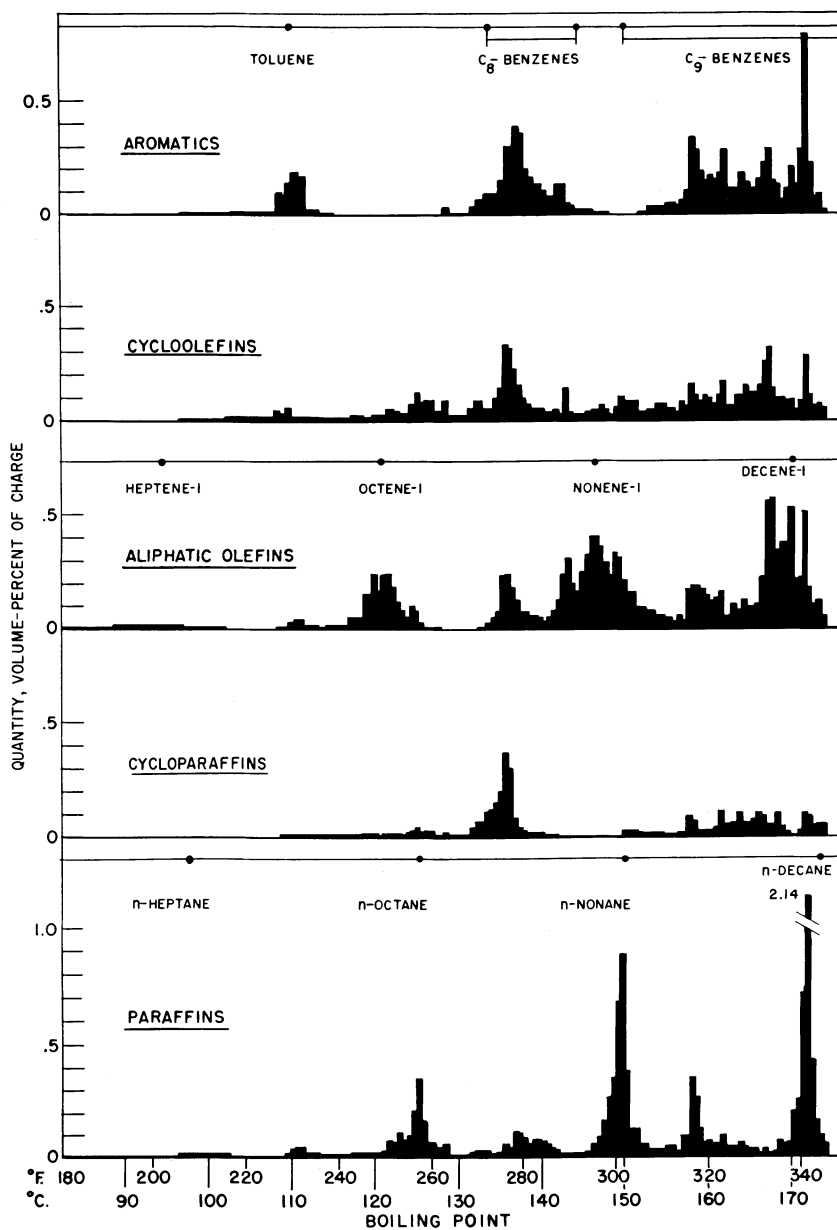 TOLUENE
C8-BENZENES
C9-BENZENES
0.5
AROMATICS
0
.5
CYCLOOLEFINS
0
HEPTENE-1
OCTENE-1
NONENE-1
DECENE-1
.5
ALIPHATIC OLEFINS
0
.5
CYCLOPARAFFINS
0
n-HEPTANE
n-OCTANE
n-NONANE
n-DECANE
2.14
1.0
PARAFFINS
.5
0
QUANTITY, VOLUME-PERCENT OF CHARGE
°F. 180 200 220 240 260 280 300 320 340
°C. 90 100 110 120 130 140 150 160 170
BOILING POINT